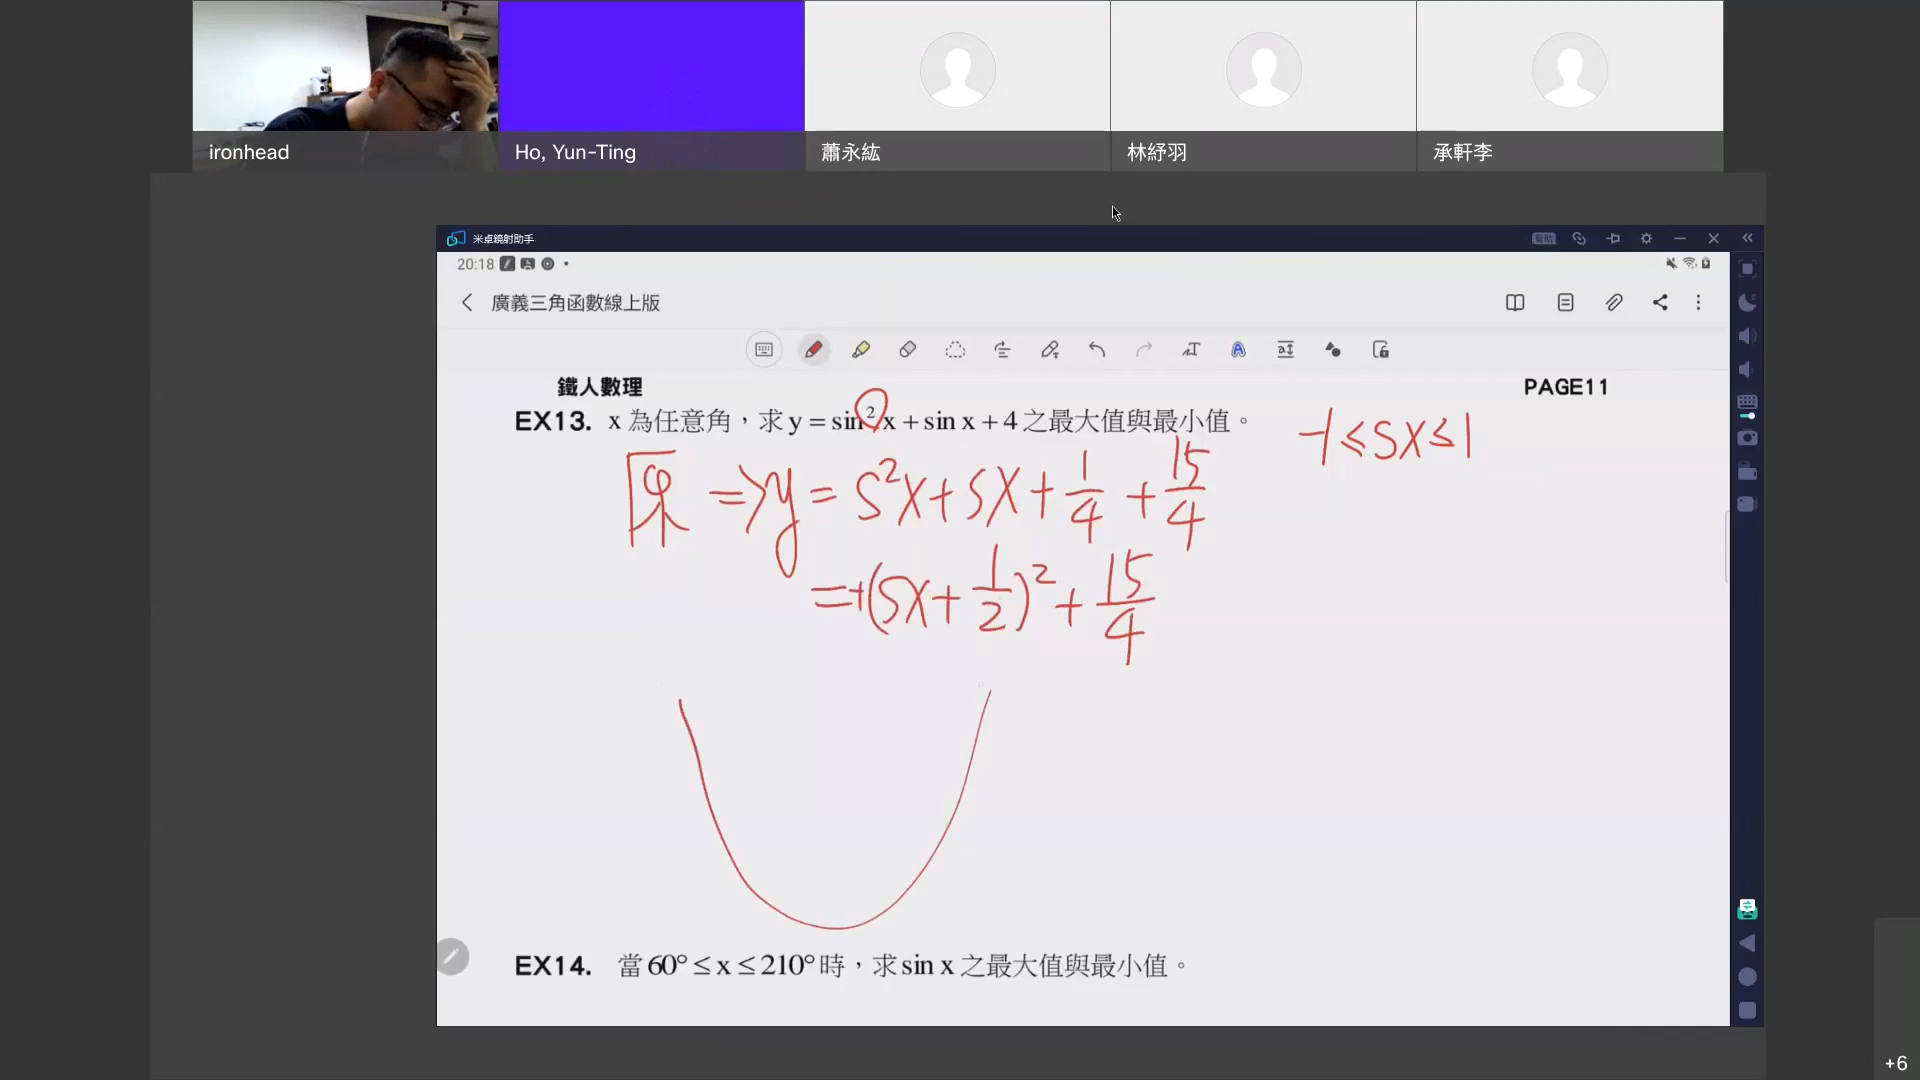 ironhead
Ho, Yun-Ting
蕭永紘
林紓羽
承軒李
米卓鏡射助手
幫助
20:18
廣義三角函數線上版
鐵人數理
PAGE11
EX13. x 為任意角，求 y = sin²x + sin x + 4 之最大值與最小值。
-1 ≤ SX ≤ 1
⇒ y = S²X + SX + 1/4 + 15/4
= +(SX + 1/2)² + 15/4
EX14. 當 60° ≤ x ≤ 210° 時，求 sin x 之最大值與最小值。
+6